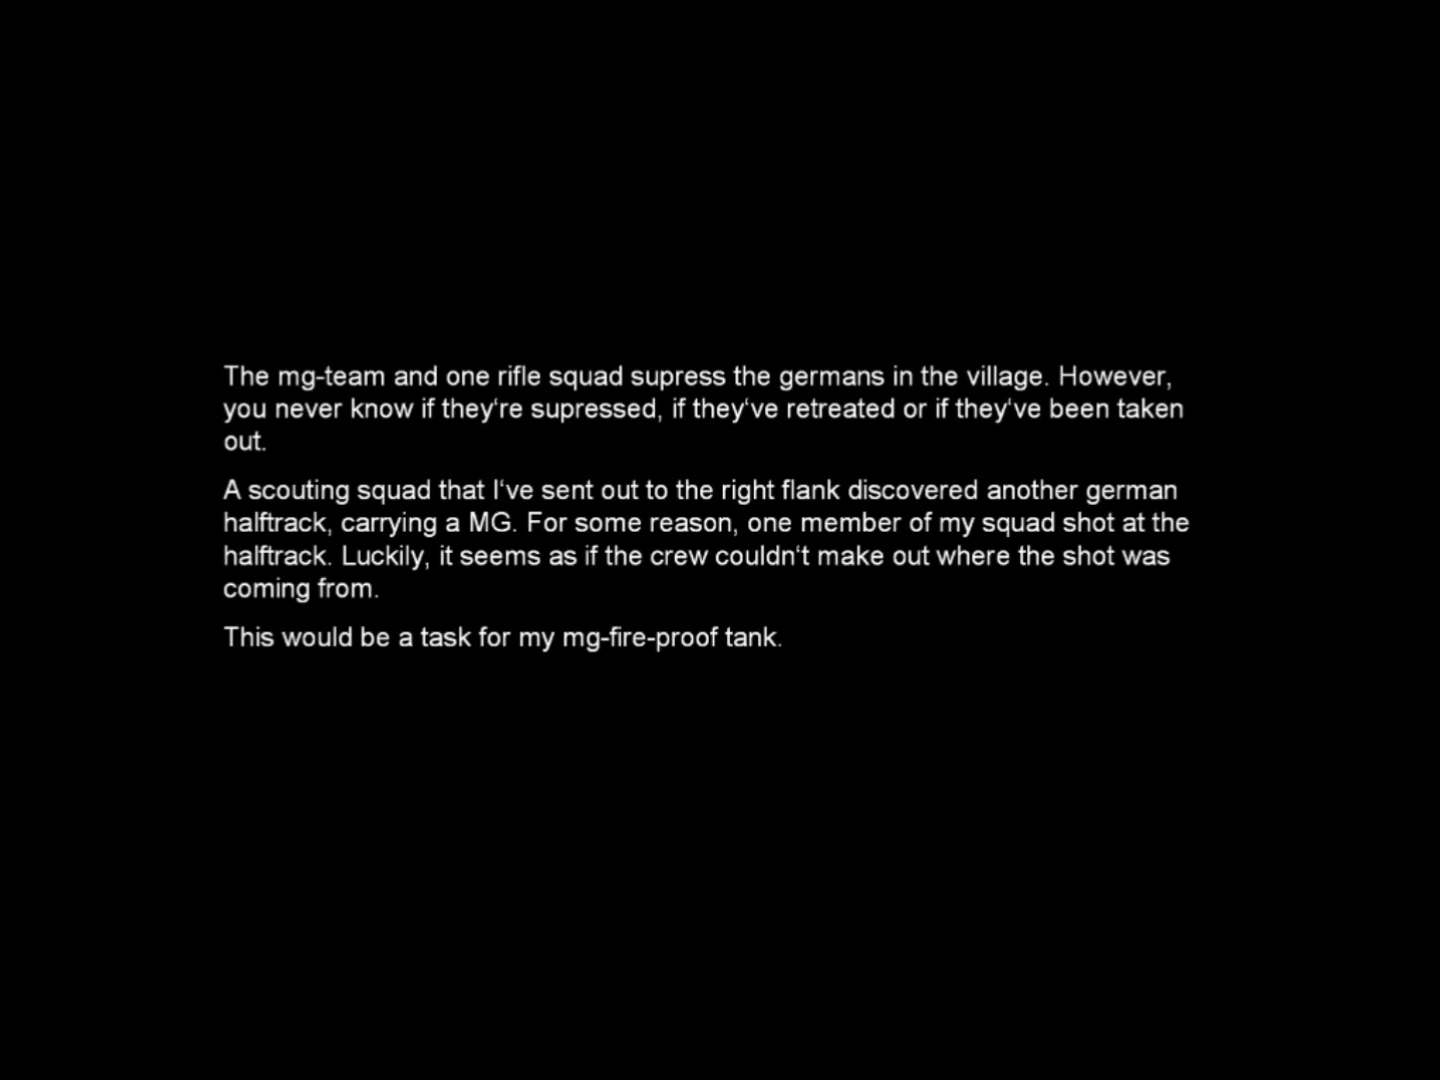 The mg-team and one rifle squad supress the germans in the village. However,
you never know if they‘re supressed, if they‘ve retreated or if they‘ve been taken
out.
A scouting squad that I‘ve sent out to the right flank discovered another german
halftrack, carrying a MG. For some reason, one member of my squad shot at the
halftrack. Luckily, it seems as if the crew couldn‘t make out where the shot was
coming from.
This would be a task for my mg-fire-proof tank.